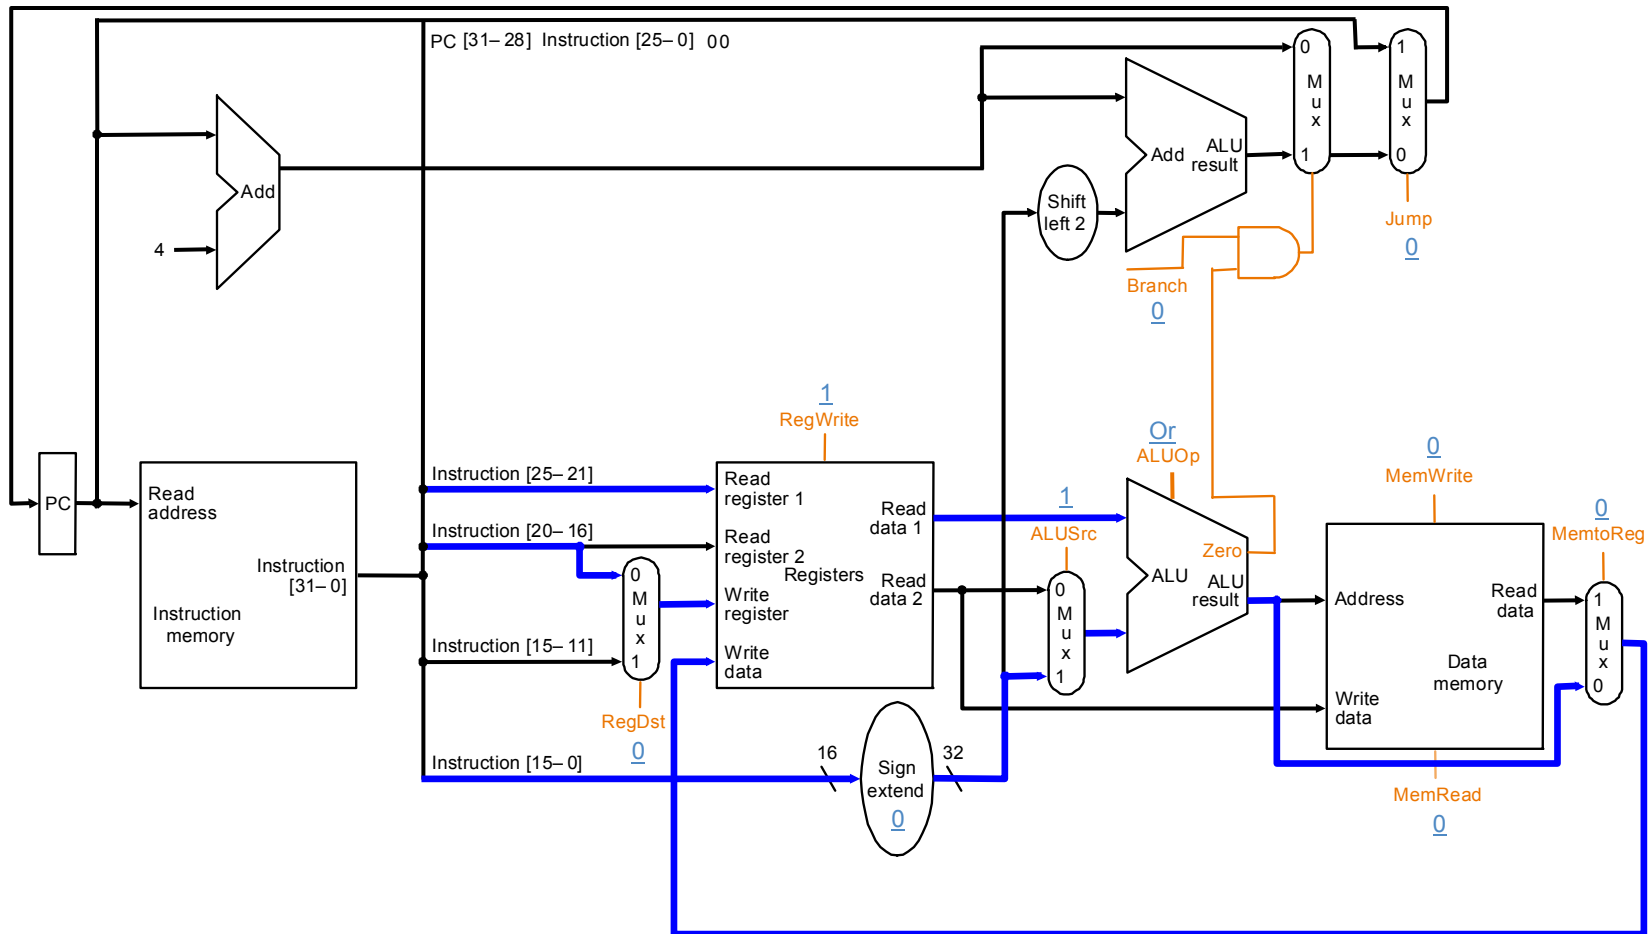 PC [31–28] Instruction [25–0] 00
0
M
u
x
1
1
M
u
x
0
Add
4
Add
ALU
result
Shift
left 2
Jump
0
Branch
0
1
RegWrite
Or
ALUOp
0
MemWrite
PC
Read
address
Instruction
[31–0]
Instruction
memory
Instruction [25–21]
Instruction [20–16]
Instruction [15–11]
Instruction [15–0]
0
M
u
x
1
RegDst
0
Read
register 1
Read
register 2
Write
register
Write
data
Registers
Read
data 1
Read
data 2
1
ALUSrc
0
M
u
x
1
Zero
ALU
ALU
result
Address
Write
data
Read
data
Data
memory
0
MemtoReg
1
M
u
x
0
16
Sign
extend
0
32
MemRead
0